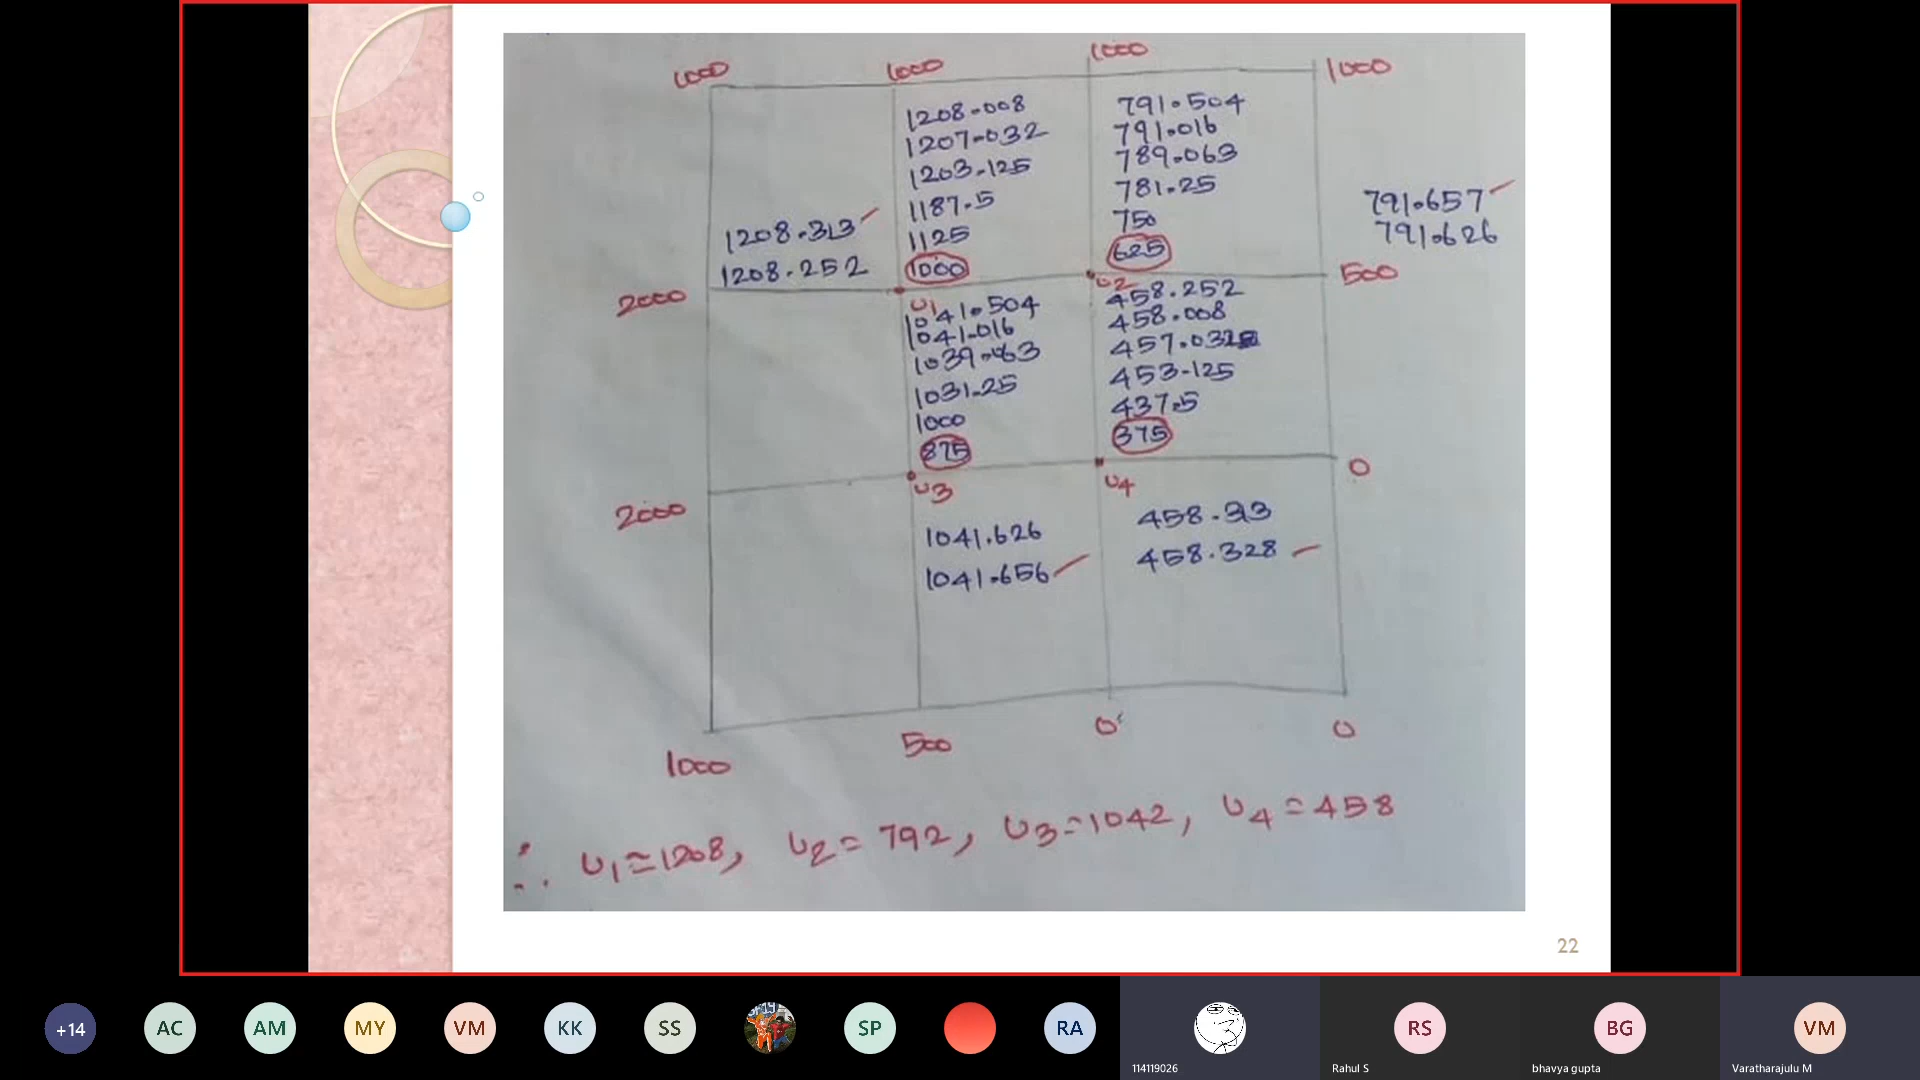 1000 1000 1000 1000
1208.008
1207.032
1203.125
1187.5
1125
1000
791.504
791.016
789.063
781.25
750
625
1208.313
1208.252
791.657
791.626
2000
500
U1
U2
1041.504
1041.016
1039.063
1031.25
1000
875
458.252
458.008
457.032
453.125
437.5
375
2000
0
U3
U4
1041.626
1041.656
458.313
458.328
1000
500
0
0
∴ U1 ≈ 1208, U2 = 792, U3 = 1042, U4 = 458
22
+14
AC
AM
MY
VM
KK
SS
SP
RA
114119026
RS
Rahul S
BG
bhavya gupta
VM
Varatharajulu M